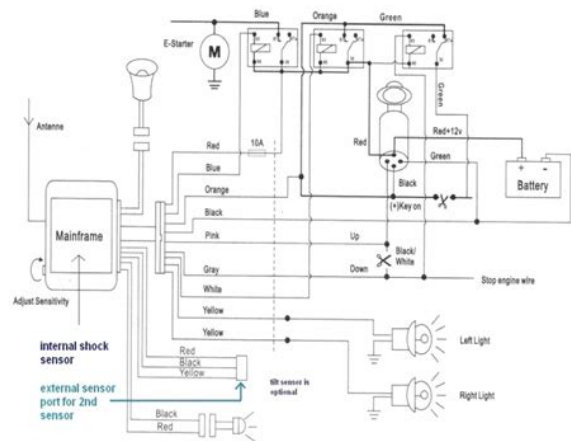 Blue
Orange
Green
E-Starter
M
Antenne
Green
Red
10A
Red
Red+12v
Blue
Green
Orange
Black
+ -
Battery
(+)Key on
Black
Mainframe
Pink
Up
Black/
White
Gray
Down
Stop engine wire
Adjust Sensitivity
White
Yellow
internal shock
sensor
Yellow
Left Light
Red
Black
Yellow
external sensor
port for 2nd
sensor
tilt sensor is
optional
Right Light
Black
Red